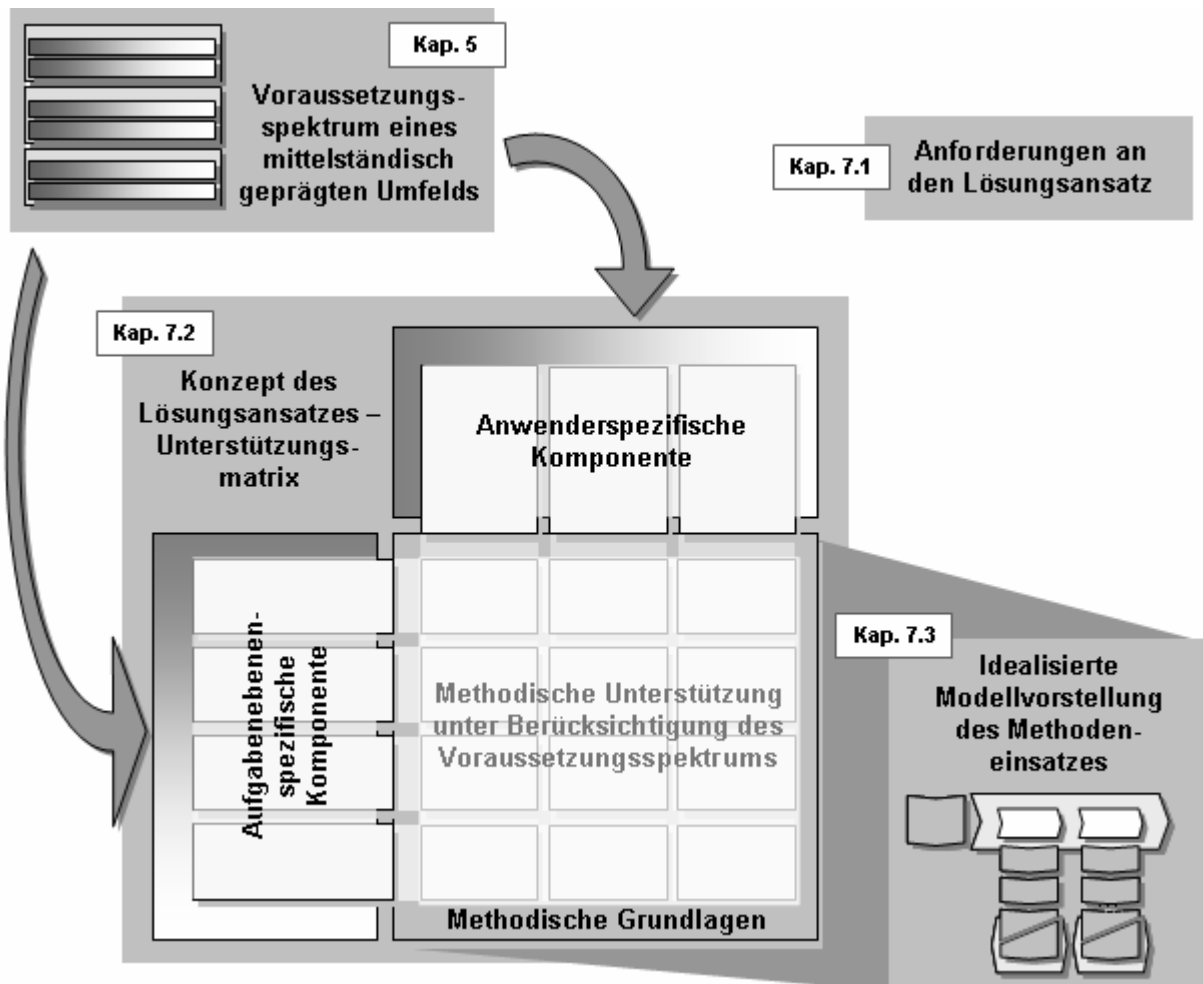 Kap. 5
Voraussetzungs-
spektrum eines
mittelständisch
geprägten Umfelds
Kap. 7.1
Anforderungen an
den Lösungsansatz
Kap. 7.2
Konzept des
Lösungsansatzes –
Unterstützungs-
matrix
Anwenderspezifische
Komponente
Aufgabenebenen-
spezifische
Komponente
Methodische Unterstützung
unter Berücksichtigung des
Voraussetzungsspektrums
Methodische Grundlagen
Kap. 7.3
Idealisierte
Modellvorstellung
des Methoden-
einsatzes